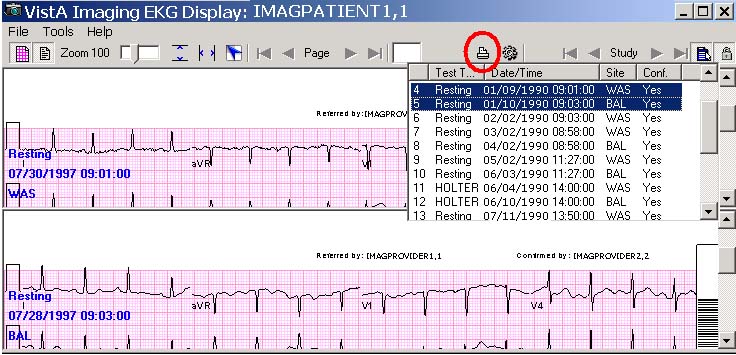 VistA Imaging EKG Display: IMAGPATIENT1,1
File Tools Help
Zoom 100 Page Study
Test T... Date/Time Site Conf.
4 Resting 01/09/1990 09:01:00 WAS Yes
5 Resting 01/10/1990 09:03:00 BAL Yes
6 Resting 02/02/1990 09:03:00 WAS Yes
7 Resting 03/02/1990 08:58:00 WAS Yes
8 Resting 04/02/1990 08:58:00 BAL Yes
9 Resting 05/02/1990 11:27:00 WAS Yes
10 Resting 06/03/1990 11:27:00 BAL Yes
11 HOLTER 06/04/1990 14:00:00 WAS Yes
12 HOLTER 06/10/1990 14:00:00 BAL Yes
13 Resting 07/11/1990 13:50:00 WAS Yes
Referred by: IMAGPROV
Resting
aVR V1
07/30/1997 09:01:00
WAS
Referred by: IMAGPROVIDER1,1 Confirmed by: IMAGPROVIDER2,2
Resting
aVR V1 V4
07/28/1997 09:03:00
BAL